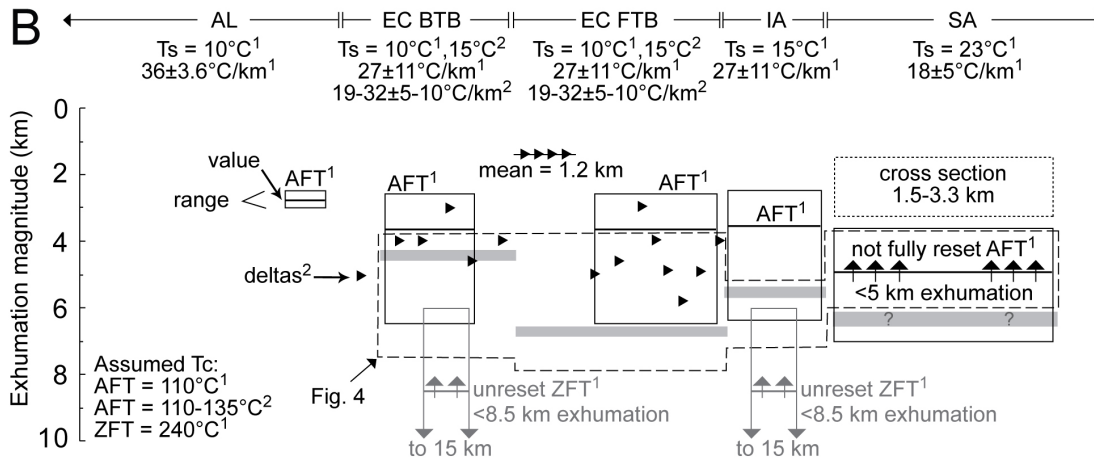 B
AL
EC BTB
EC FTB
IA
SA
Ts = 10°C¹
36±3.6°C/km¹
Ts = 10°C¹,15°C²
27±11°C/km¹
19-32±5-10°C/km²
Ts = 10°C¹,15°C²
27±11°C/km¹
19-32±5-10°C/km²
Ts = 15°C¹
27±11°C/km¹
Ts = 23°C¹
18±5°C/km¹
Exhumation magnitude (km)
0
2
4
6
8
10
value
range
AFT¹
deltas²
Fig. 4
Assumed Tc:
AFT = 110°C¹
AFT = 110-135°C²
ZFT = 240°C¹
AFT¹
mean = 1.2 km
AFT¹
AFT¹
cross section
1.5-3.3 km
not fully reset AFT¹
<5 km exhumation
? ?
unreset ZFT¹
<8.5 km exhumation
to 15 km
unreset ZFT¹
<8.5 km exhumation
to 15 km